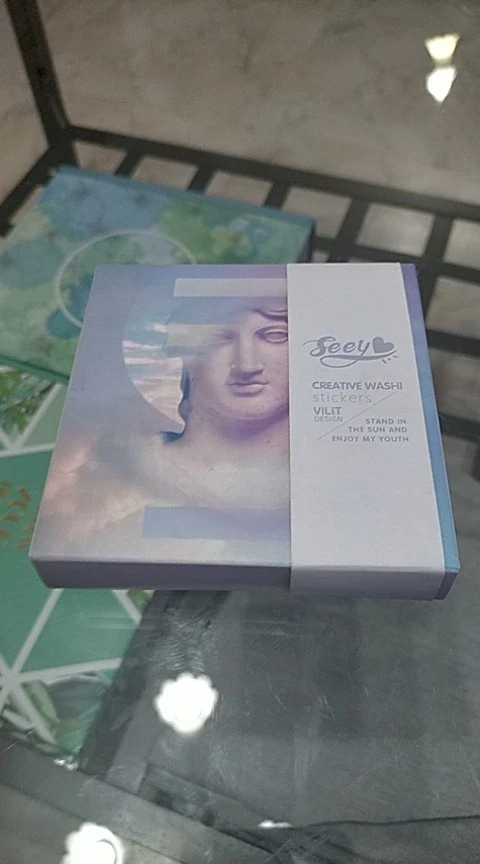 Seey
CREATIVE WASHI
stickers
VILIT
DESIGN
STAND IN
THE SUN AND
ENJOY MY YOUTH